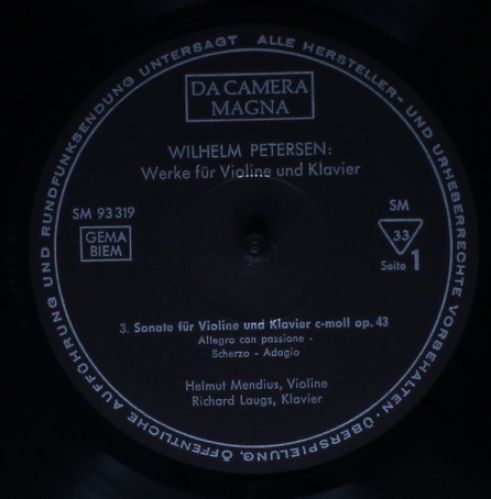 ALLE HERSTELLER- UND URHEBERRECHTE VORBEHALTEN · ÜBERSPIELUNG, ÖFFENTLICHE AUFFÜHRUNG UND RUNDFUNKSENDUNG UNTERSAGT
DA CAMERA
MAGNA
WILHELM PETERSEN:
Werke für Violine und Klavier
SM 93319
GEMA
BIEM
SM
33
Seite 1
3. Sonate für Violine und Klavier c-moll op. 43
Allegro con passione -
Scherzo - Adagio
Helmut Mendius, Violine
Richard Laugs, Klavier